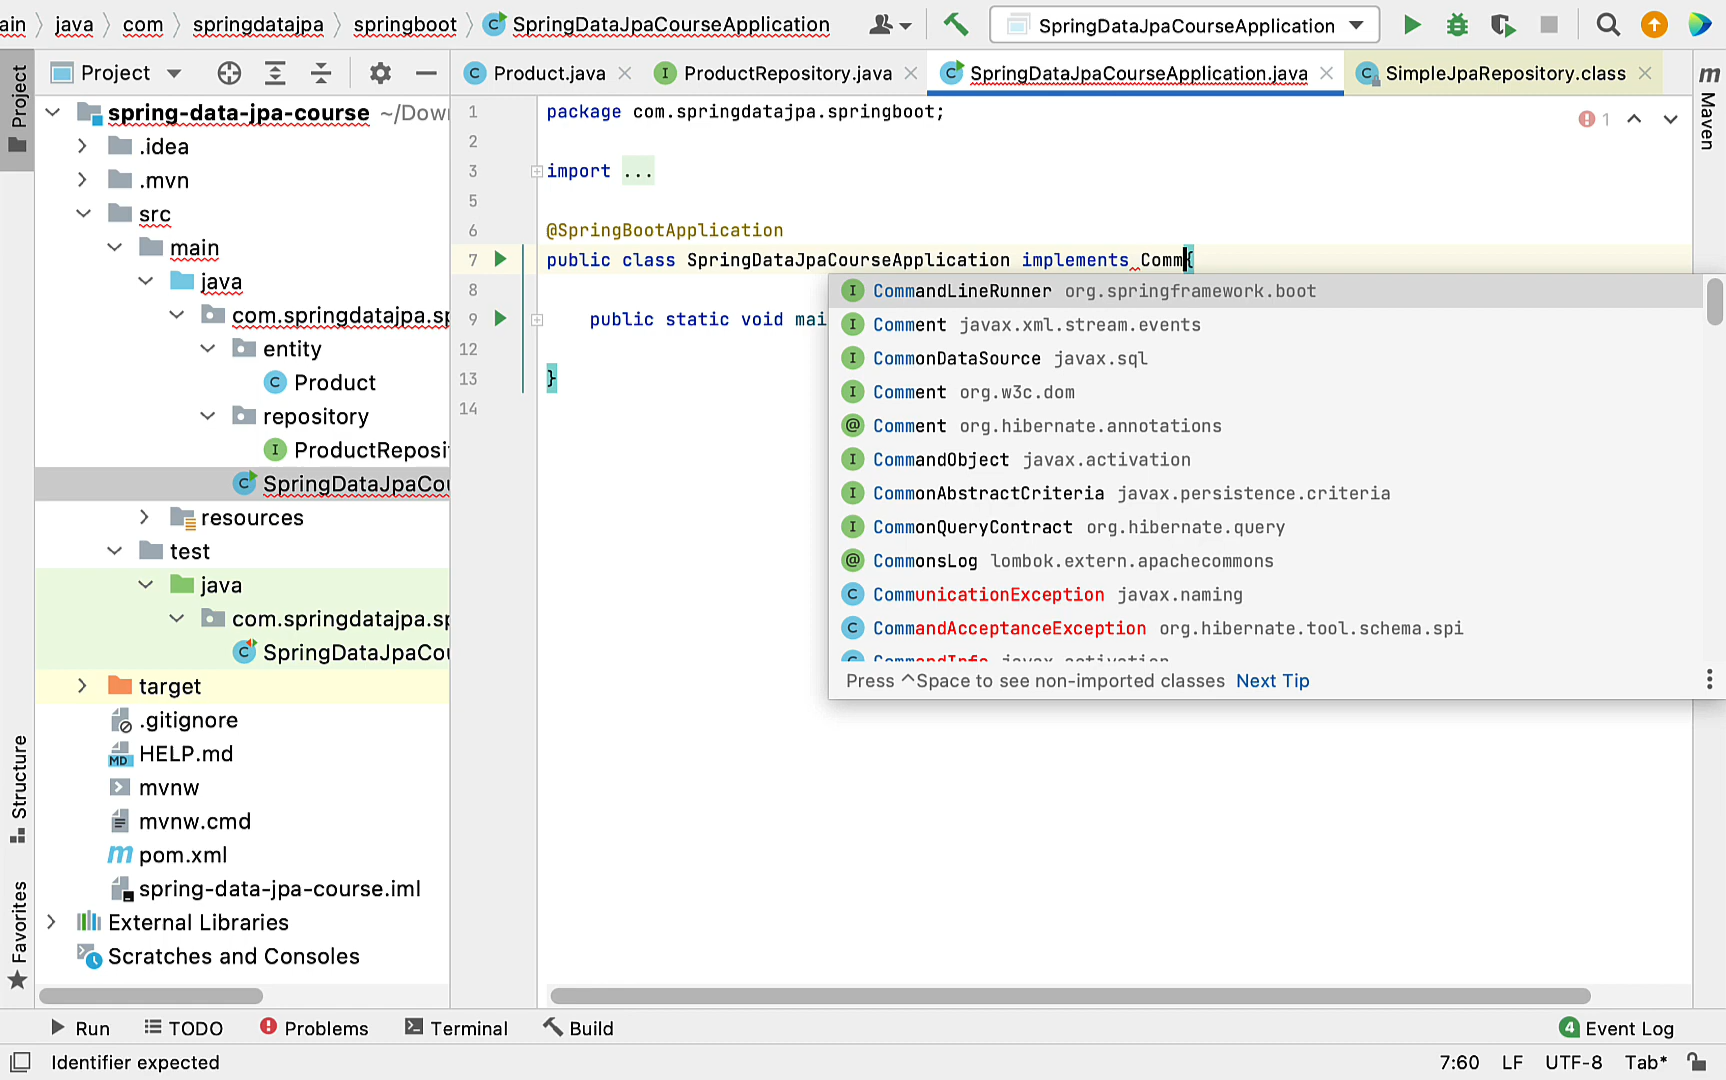 ain java com springdatajpa springboot SpringDataJpaCourseApplication
SpringDataJpaCourseApplication
Project
Product.java
ProductRepository.java
SpringDataJpaCourseApplication.java
SimpleJpaRepository.class
Project
Structure
Favorites
Maven
spring-data-jpa-course ~/Dow
.idea
.mvn
src
main
java
com.springdatajpa.sp
entity
Product
repository
ProductReposi
SpringDataJpaCou
resources
test
java
com.springdatajpa.sp
SpringDataJpaCou
target
.gitignore
HELP.md
mvnw
mvnw.cmd
pom.xml
spring-data-jpa-course.iml
External Libraries
Scratches and Consoles
1 package com.springdatajpa.springboot;
1
2
3 import ...
5
6 @SpringBootApplication
7 public class SpringDataJpaCourseApplication implements Comm{
8
9 public static void mai
12
13 }
14
CommandLineRunner org.springframework.boot
Comment javax.xml.stream.events
CommonDataSource javax.sql
Comment org.w3c.dom
Comment org.hibernate.annotations
CommandObject javax.activation
CommonAbstractCriteria javax.persistence.criteria
CommonQueryContract org.hibernate.query
CommonsLog lombok.extern.apachecommons
CommunicationException javax.naming
CommandAcceptanceException org.hibernate.tool.schema.spi
CommandInfo javax.activation
Press ^Space to see non-imported classes Next Tip
Run TODO Problems Terminal Build
4 Event Log
Identifier expected
7:60 LF UTF-8 Tab*